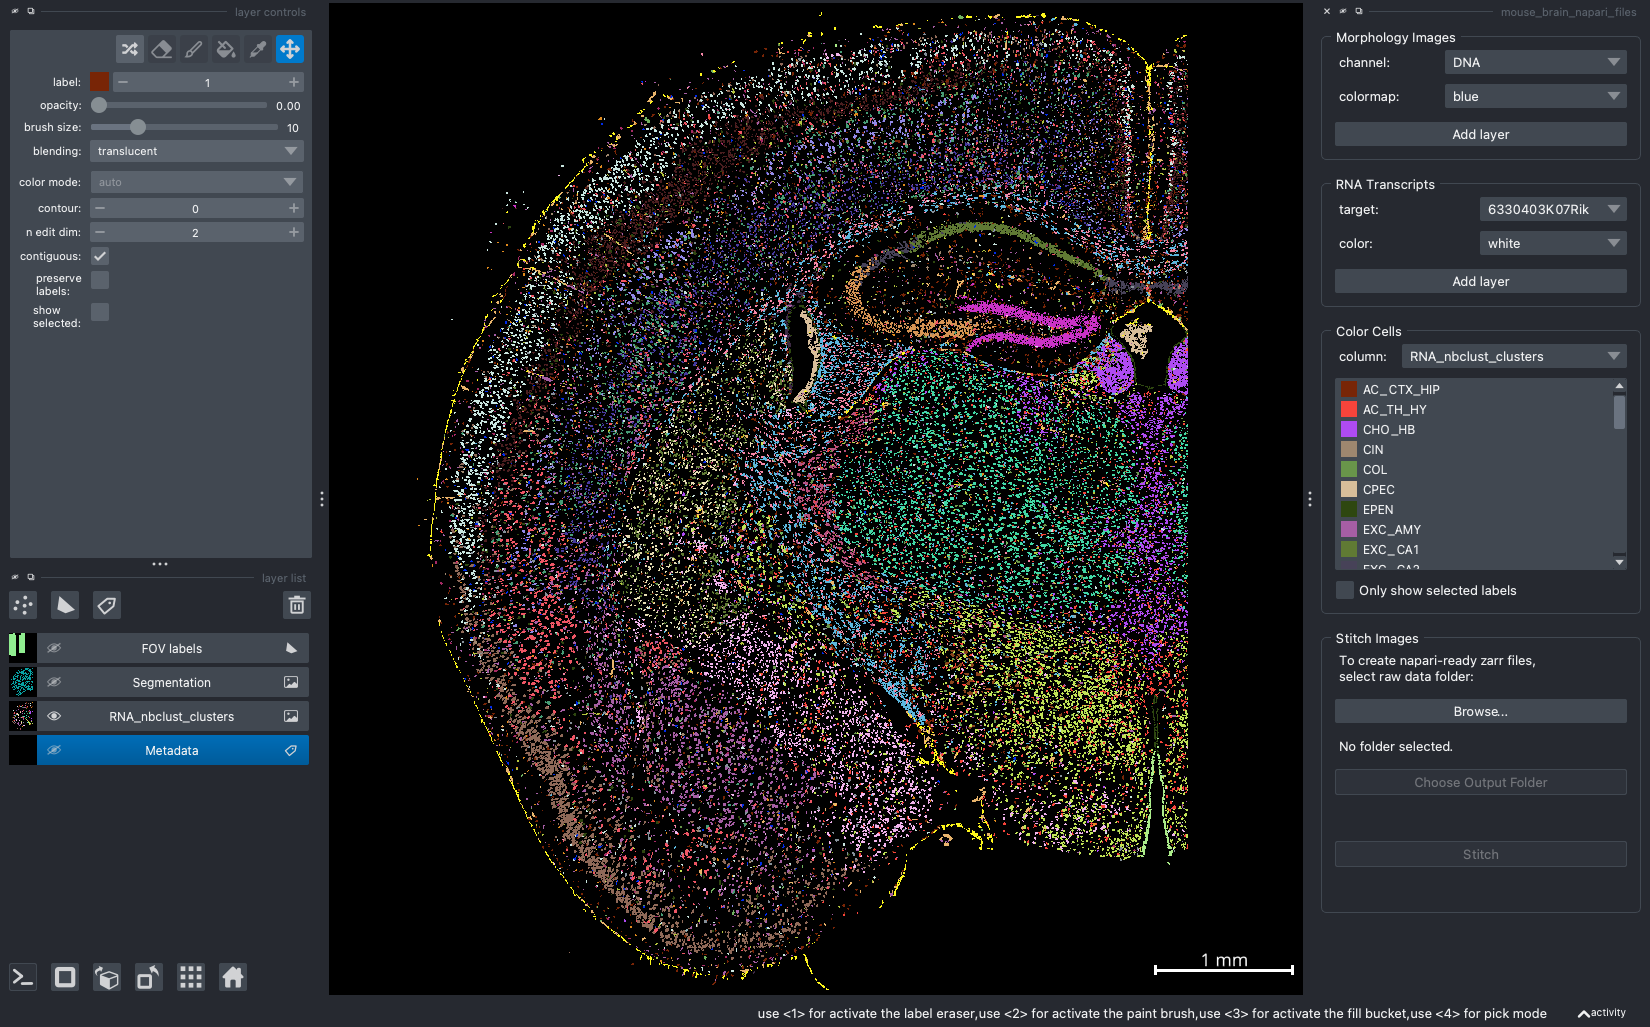 layer controls
label:
1
opacity:
0.00
brush size:
10
blending:
translucent
color mode:
auto
contour:
0
n edit dim:
2
contiguous:
preserve
labels:
show
selected:
layer list
FOV labels
Segmentation
RNA_nbclust_clusters
Metadata
1 mm
mouse_brain_napari_files
Morphology Images
channel:
DNA
colormap:
blue
Add layer
RNA Transcripts
target:
6330403K07Rik
color:
white
Add layer
Color Cells
column:
RNA_nbclust_clusters
AC_CTX_HIP
AC_TH_HY
CHO_HB
CIN
COL
CPEC
EPEN
EXC_AMY
EXC_CA1
Only show selected labels
Stitch Images
To create napari-ready zarr files,
select raw data folder:
Browse...
No folder selected.
Choose Output Folder
Stitch
use <1> for activate the label eraser,use <2> for activate the paint brush,use <3> for activate the fill bucket,use <4> for pick mode
activity